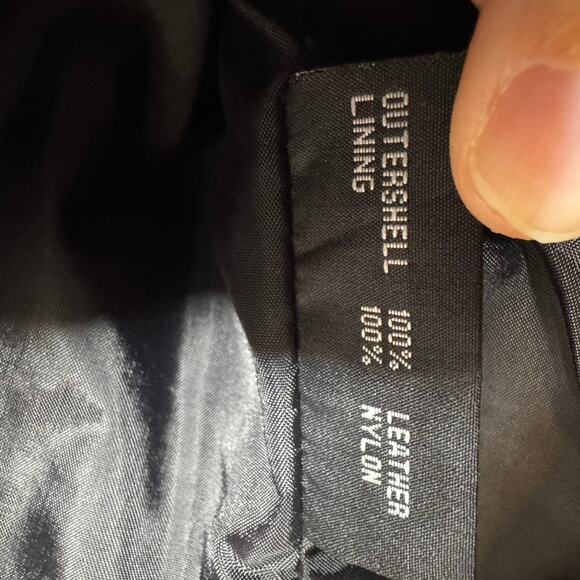 OUTERSHELL 100% LEATHER
LINING 100% NYLON